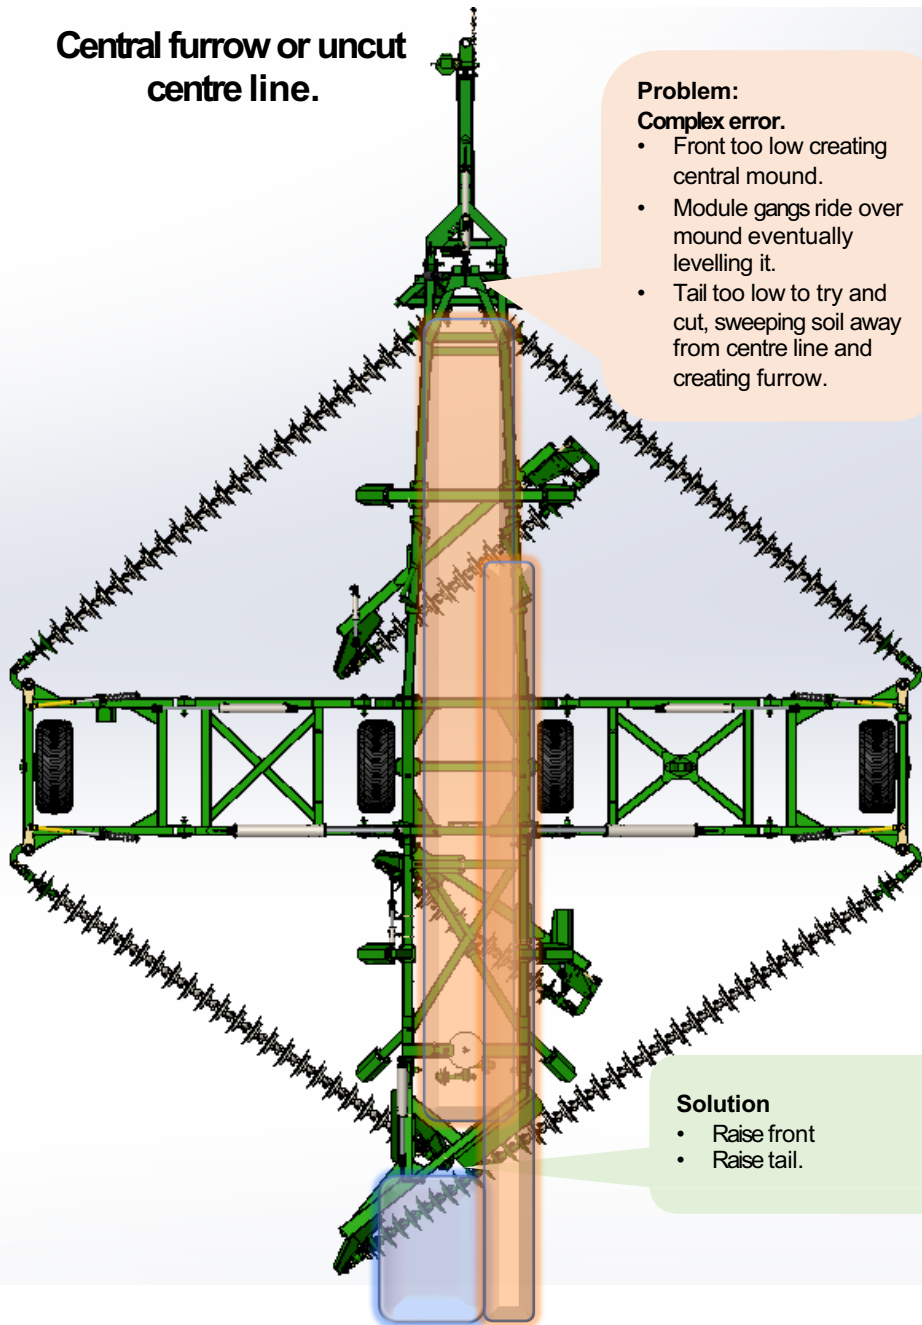 Central furrow or uncut
centre line.
Problem:
Complex error.
• Front too low creating
central mound.
• Module gangs ride over
mound eventually
levelling it.
• Tail too low to try and
cut, sweeping soil away
from centre line and
creating furrow.
Solution
• Raise front
• Raise tail.